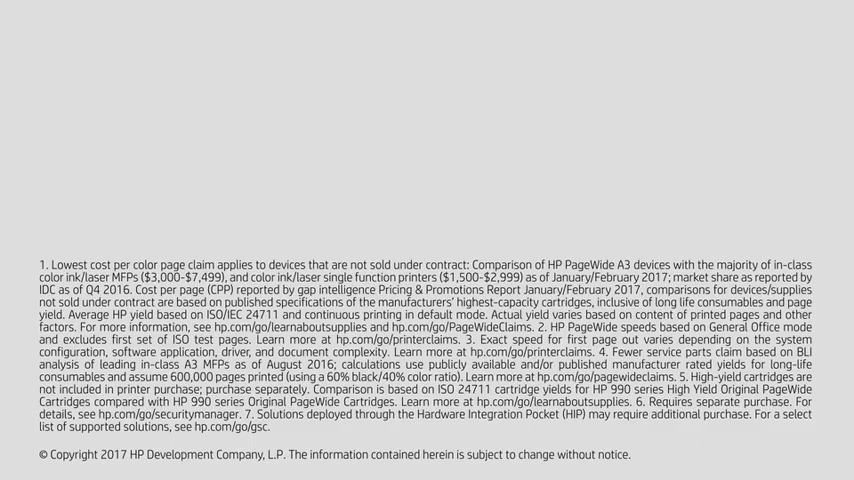 1. Lowest cost per color page claim applies to devices that are not sold under contract: Comparison of HP PageWide A3 devices with the majority of in-class
color ink/laser MFPs ($3,000-$7,499), and color ink/laser single function printers ($1,500-$2,999) as of January/February 2017; market share as reported by
IDC as of Q4 2016. Cost per page (CPP) reported by gap intelligence Pricing & Promotions Report January/February 2017, comparisons for devices/supplies
not sold under contract are based on published specifications of the manufacturers' highest-capacity cartridges, inclusive of long life consumables and page
yield. Average HP yield based on ISO/IEC 24711 and continuous printing in default mode. Actual yield varies based on content of printed pages and other
factors. For more information, see hp.com/go/learnaboutsupplies and hp.com/go/PageWideClaims. 2. HP PageWide speeds based on General Office mode
and excludes first set of ISO test pages. Learn more at hp.com/go/printerclaims. 3. Exact speed for first page out varies depending on the system
configuration, software application, driver, and document complexity. Learn more at hp.com/go/printerclaims. 4. Fewer service parts claim based on BLI
analysis of leading in-class A3 MFPs as of August 2016; calculations use publicly available and/or published manufacturer rated yields for long-life
consumables and assume 600,000 pages printed (using a 60% black/40% color ratio). Learn more at hp.com/go/pagewideclaims. 5. High-yield cartridges are
not included in printer purchase; purchase separately. Comparison is based on ISO 24711 cartridge yields for HP 990 series High Yield Original PageWide
Cartridges compared with HP 990 series Original PageWide Cartridges. Learn more at hp.com/go/learnaboutsupplies. 6. Requires separate purchase. For
details, see hp.com/go/securitymanager. 7. Solutions deployed through the Hardware Integration Pocket (HIP) may require additional purchase. For a select
list of supported solutions, see hp.com/go/gsc.
© Copyright 2017 HP Development Company, L.P. The information contained herein is subject to change without notice.